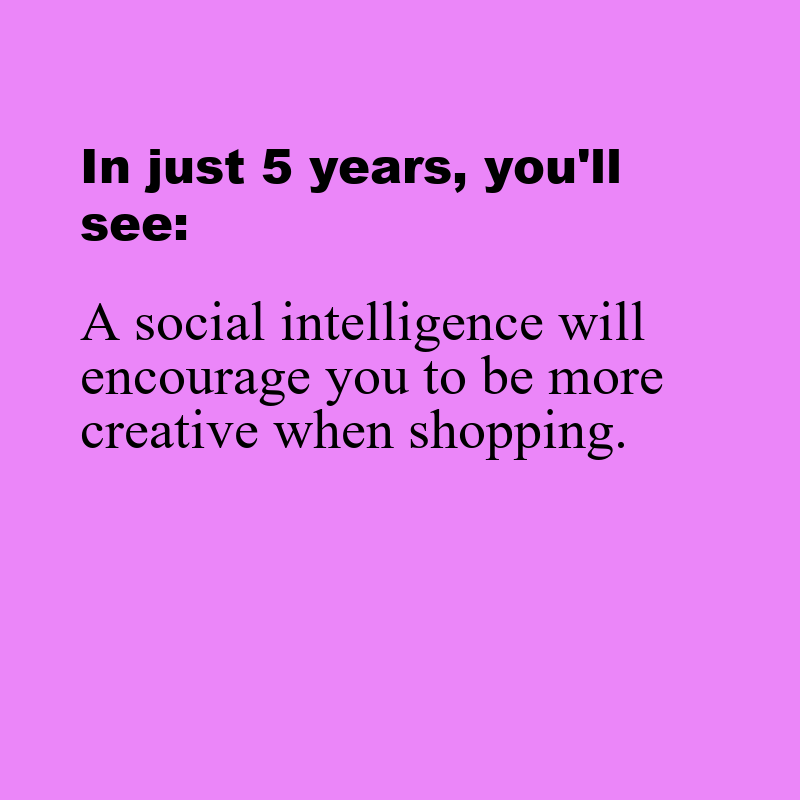 In just 5 years, you'll
see:
A social intelligence will
encourage you to be more
creative when shopping.